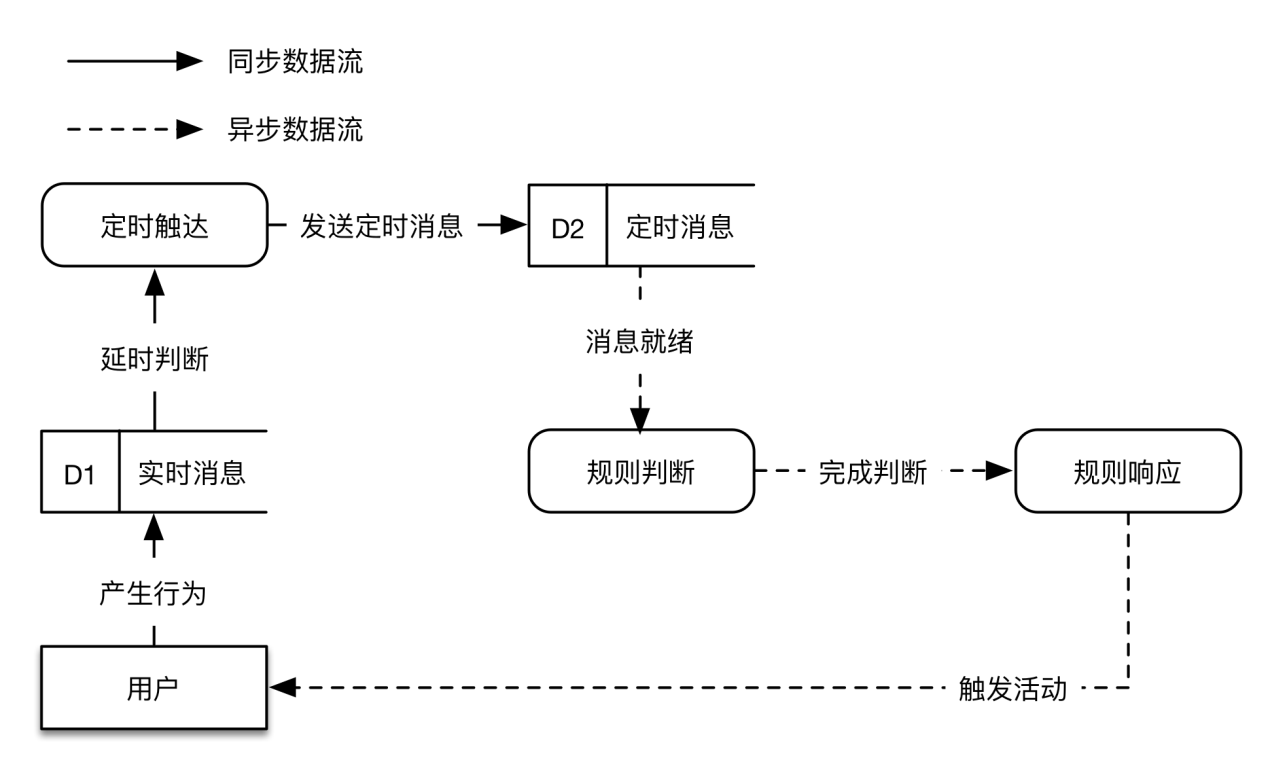 同步数据流
异步数据流
定时触达
发送定时消息
D2
定时消息
延时判断
消息就绪
D1
实时消息
规则判断
完成判断
规则响应
产生行为
用户
触发活动